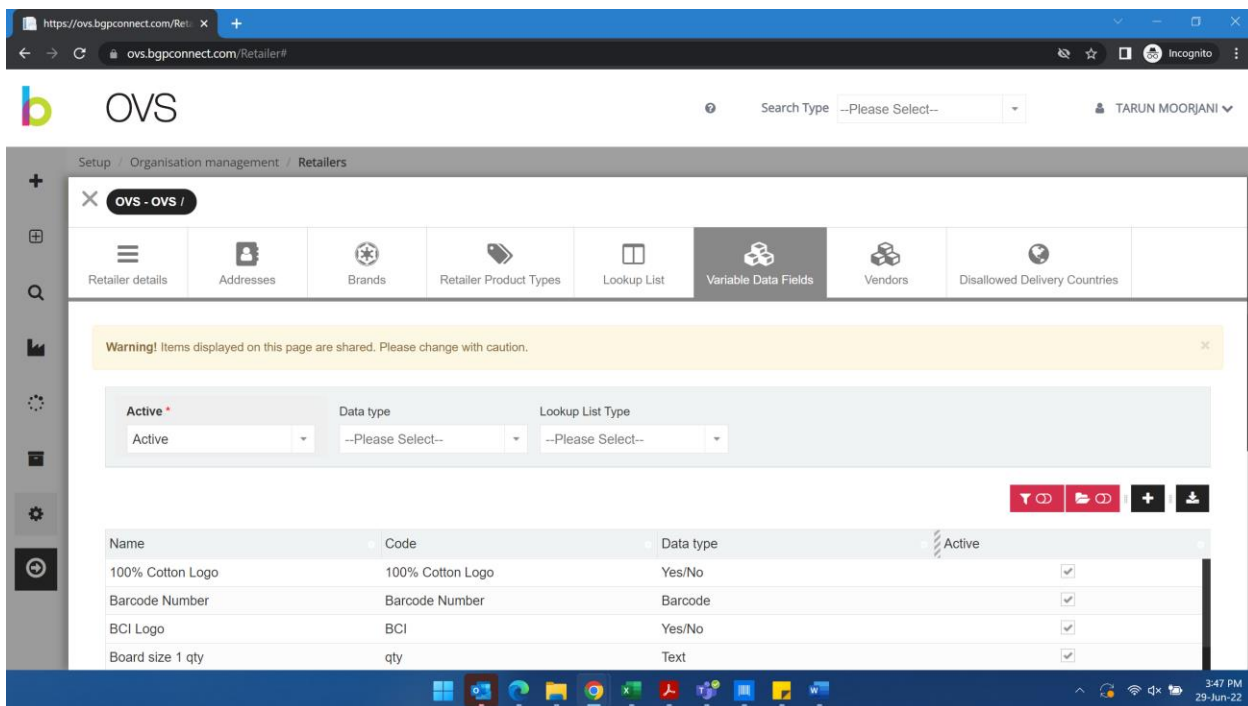 https://ovs.bgpconnect.com/Reta
ovs.bgpconnect.com/Retailer#
Incognito
b OVS
Search Type --Please Select-- TARUN MOORJANI
Setup / Organisation management / Retailers
OVS - OVS /
Retailer details Addresses Brands Retailer Product Types Lookup List Variable Data Fields Vendors Disallowed Delivery Countries
Warning! Items displayed on this page are shared. Please change with caution.
Active * Data type Lookup List Type
Active --Please Select-- --Please Select--
Name Code Data type Active
100% Cotton Logo 100% Cotton Logo Yes/No
Barcode Number Barcode Number Barcode
BCI Logo BCI Yes/No
Board size 1 qty qty Text
3:47 PM
29-Jun-22